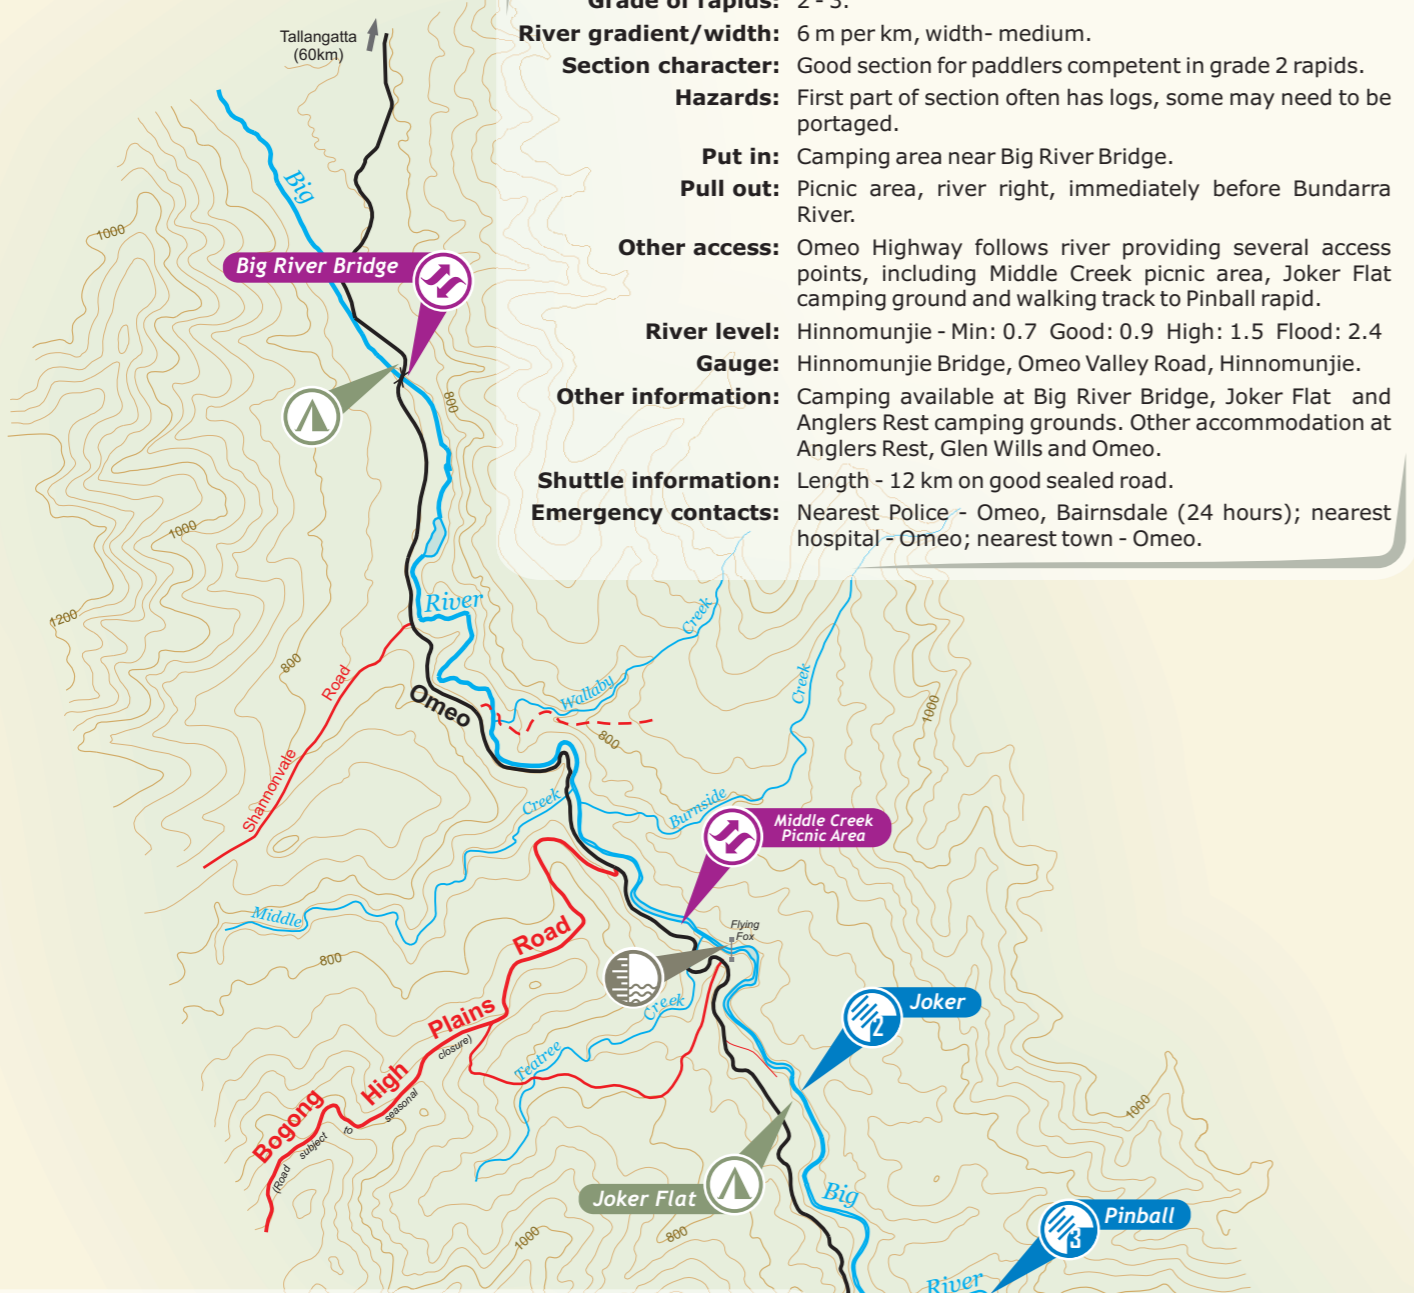 Grade of rapids: 2 - 3.
River gradient/width: 6 m per km, width- medium.
Section character: Good section for paddlers competent in grade 2 rapids.
Hazards: First part of section often has logs, some may need to be
portaged.
Put in: Camping area near Big River Bridge.
Pull out: Picnic area, river right, immediately before Bundarra
River.
Other access: Omeo Highway follows river providing several access
points, including Middle Creek picnic area, Joker Flat
camping ground and walking track to Pinball rapid.
River level: Hinnomunjie - Min: 0.7 Good: 0.9 High: 1.5 Flood: 2.4
Gauge: Hinnomunjie Bridge, Omeo Valley Road, Hinnomunjie.
Other information: Camping available at Big River Bridge, Joker Flat and
Anglers Rest camping grounds. Other accommodation at
Anglers Rest, Glen Wills and Omeo.
Shuttle information: Length - 12 km on good sealed road.
Emergency contacts: Nearest Police - Omeo, Bairnsdale (24 hours); nearest
hospital - Omeo; nearest town - Omeo.
Tallangatta
(60km)
Big
1000
Big River Bridge
800
1000
River
1200
800
Shannonvale Road
Omeo
Wallaby Creek
800
Burnside Creek
1000
Middle Creek
Middle Creek
Picnic Area
Flying
Fox
800
Bogong High Plains Road
(Road subject to seasonal closure)
Teatree Creek
2
Joker
1000
Joker Flat
Big
3
Pinball
1000
800
River